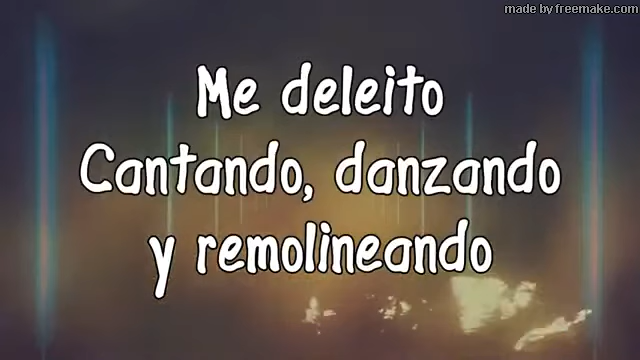 made by freemake.com
Me deleito
Cantando, danzando
y remolineando